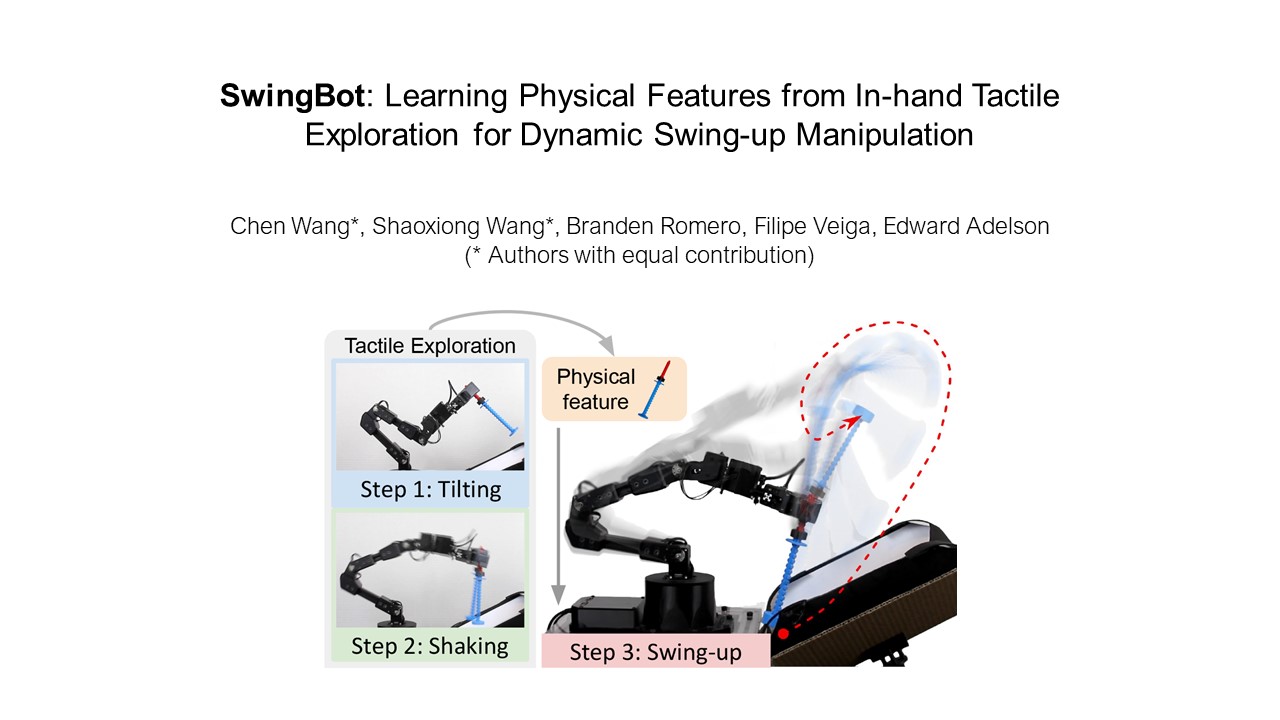 SwingBot: Learning Physical Features from In-hand Tactile
Exploration for Dynamic Swing-up Manipulation
Chen Wang*, Shaoxiong Wang*, Branden Romero, Filipe Veiga, Edward Adelson
(* Authors with equal contribution)
Tactile Exploration
Physical
feature
Step 1: Tilting
Step 2: Shaking
Step 3: Swing-up